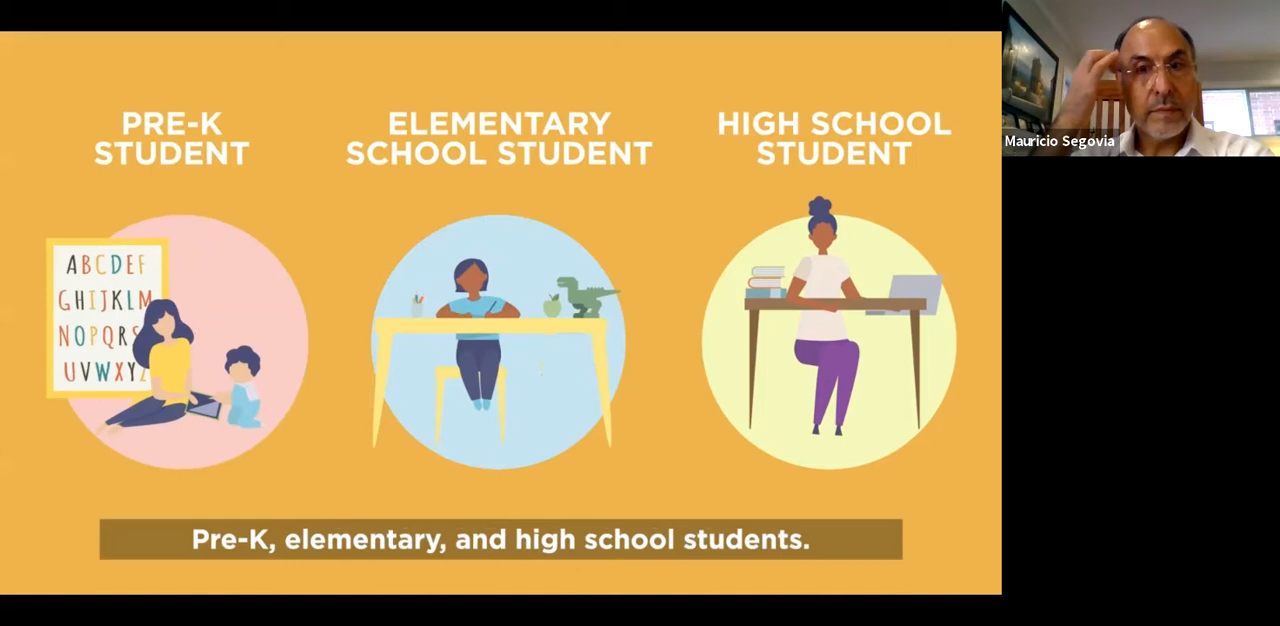 PRE-K
STUDENT
ELEMENTARY
SCHOOL STUDENT
HIGH SCHOOL
STUDENT
ABCDEF
GHIJKLM
NOPQRS
UVWXYZ
Pre-K, elementary, and high school students.
Mauricio Segovia